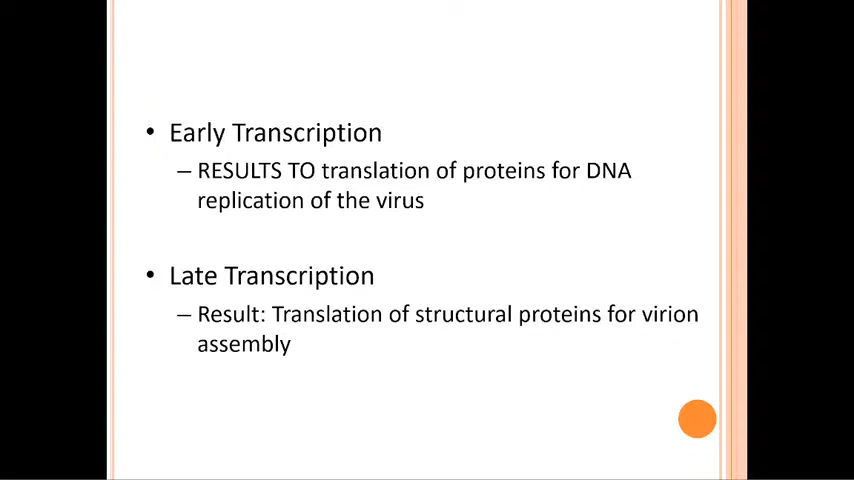 • Early Transcription
– RESULTS TO translation of proteins for DNA
replication of the virus
• Late Transcription
– Result: Translation of structural proteins for virion
assembly